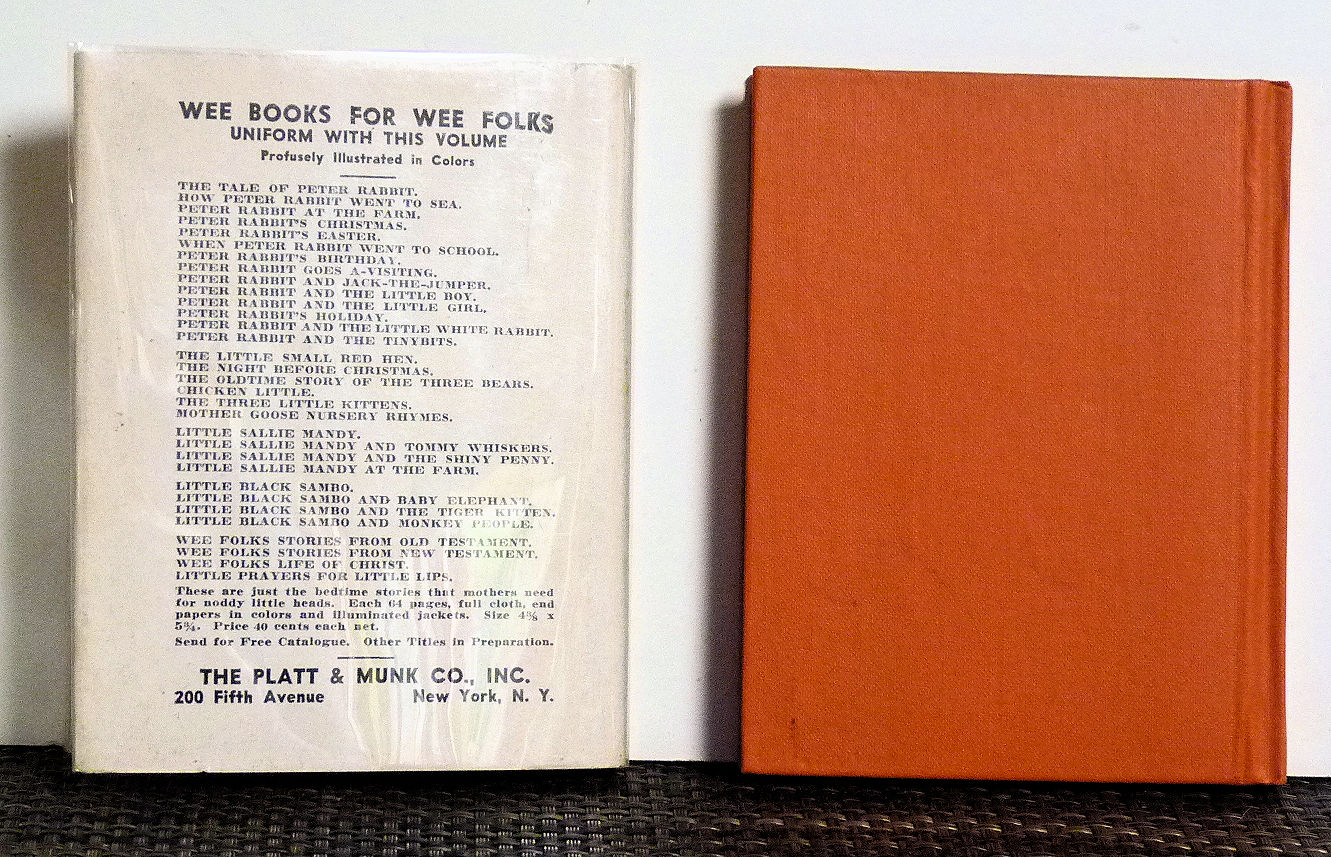 WEE BOOKS FOR WEE FOLKS
UNIFORM WITH THIS VOLUME
Profusely Illustrated in Colors
THE TALE OF PETER RABBIT.
HOW PETER RABBIT WENT TO SEA.
PETER RABBIT AT THE FARM.
PETER RABBIT'S CHRISTMAS.
PETER RABBIT'S EASTER.
WHEN PETER RABBIT WENT TO SCHOOL.
PETER RABBIT'S BIRTHDAY.
PETER RABBIT GOES A-VISITING.
PETER RABBIT AND JACK-THE-JUMPER.
PETER RABBIT AND THE LITTLE BOY.
PETER RABBIT AND THE LITTLE GIRL.
PETER RABBIT'S HOLIDAY.
PETER RABBIT AND THE LITTLE WHITE RABBIT.
PETER RABBIT AND THE TINYBITS.
THE LITTLE SMALL RED HEN.
THE NIGHT BEFORE CHRISTMAS.
THE OLDTIME STORY OF THE THREE BEARS.
CHICKEN LITTLE.
THE THREE LITTLE KITTENS.
MOTHER GOOSE NURSERY RHYMES.
LITTLE SALLIE MANDY.
LITTLE SALLIE MANDY AND TOMMY WHISKERS.
LITTLE SALLIE MANDY AND THE SHINY PENNY.
LITTLE SALLIE MANDY AT THE FARM.
LITTLE BLACK SAMBO.
LITTLE BLACK SAMBO AND BABY ELEPHANT.
LITTLE BLACK SAMBO AND THE TIGER KITTEN.
LITTLE BLACK SAMBO AND MONKEY PEOPLE.
WEE FOLKS STORIES FROM OLD TESTAMENT.
WEE FOLKS STORIES FROM NEW TESTAMENT.
WEE FOLKS LIFE OF CHRIST.
LITTLE PRAYERS FOR LITTLE LIPS.
These are just the bedtime stories that mothers need
for noddy little heads. Each 64 pages, full cloth, end
papers in colors and illuminated jackets. Size 4⅝ x
5¾. Price 40 cents each net.
Send for Free Catalogue. Other Titles in Preparation.
THE PLATT & MUNK CO., INC.
200 Fifth Avenue New York, N. Y.